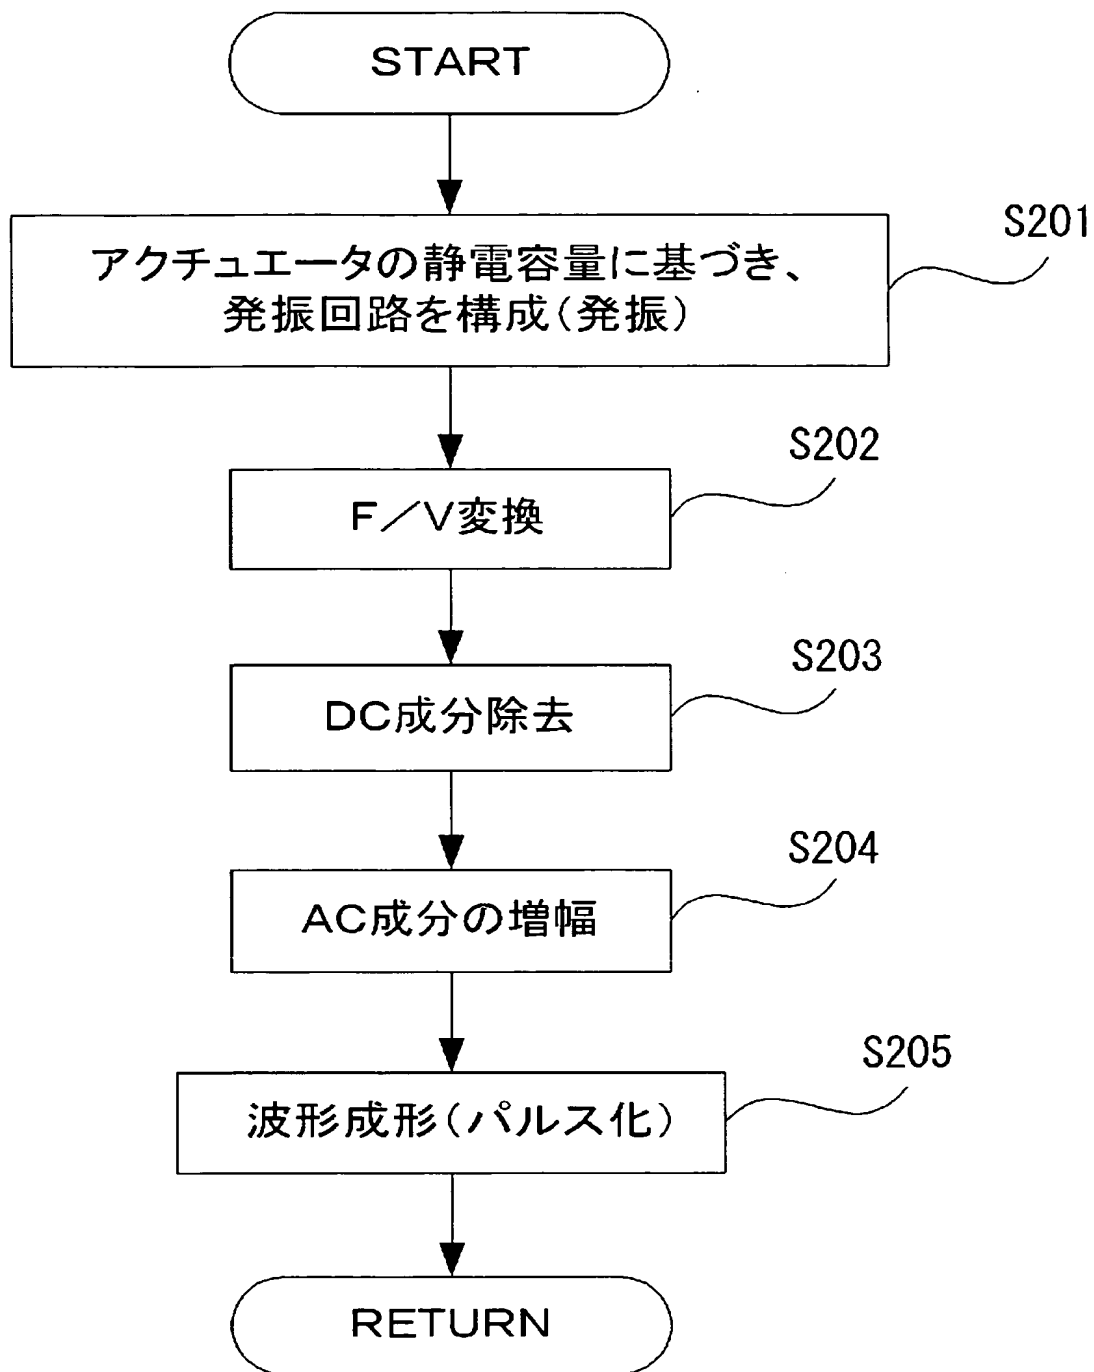 START
S201
アクチュエータの静電容量に基づき、
発振回路を構成(発振)
S202
F/V変換
S203
DC成分除去
S204
AC成分の増幅
S205
波形成形(パルス化)
RETURN